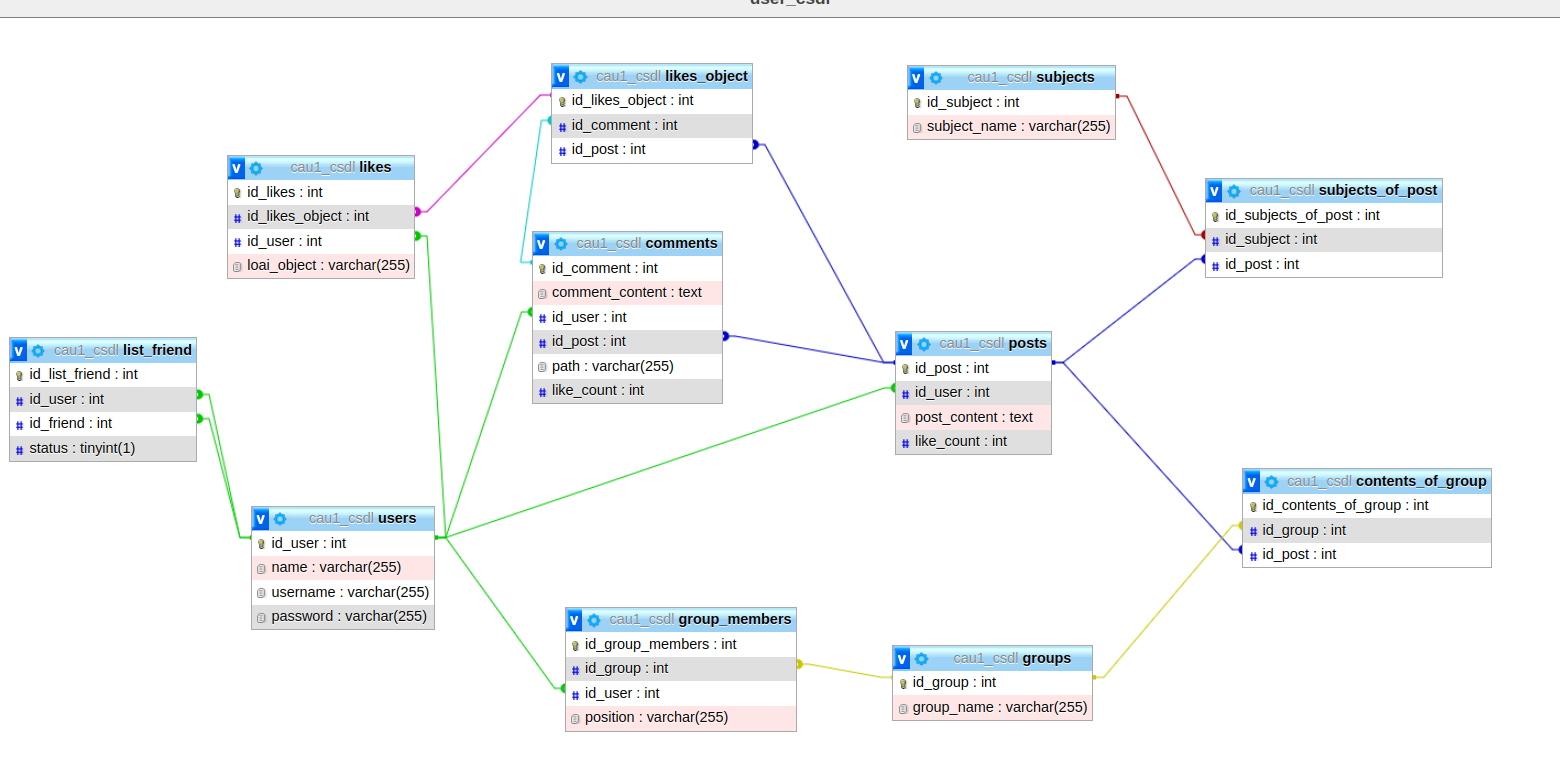 user_csdl
v cau1_csdl likes_object
id_likes_object : int
# id_comment : int
# id_post : int
v cau1_csdl subjects
id_subject : int
subject_name : varchar(255)
v cau1_csdl likes
id_likes : int
# id_likes_object : int
# id_user : int
loai_object : varchar(255)
v cau1_csdl subjects_of_post
id_subjects_of_post : int
# id_subject : int
# id_post : int
v cau1_csdl comments
id_comment : int
comment_content : text
# id_user : int
# id_post : int
path : varchar(255)
# like_count : int
v cau1_csdl list_friend
id_list_friend : int
# id_user : int
# id_friend : int
# status : tinyint(1)
v cau1_csdl posts
id_post : int
# id_user : int
post_content : text
# like_count : int
v cau1_csdl contents_of_group
id_contents_of_group : int
# id_group : int
# id_post : int
v cau1_csdl users
id_user : int
name : varchar(255)
username : varchar(255)
password : varchar(255)
v cau1_csdl group_members
id_group_members : int
# id_group : int
# id_user : int
position : varchar(255)
v cau1_csdl groups
id_group : int
group_name : varchar(255)